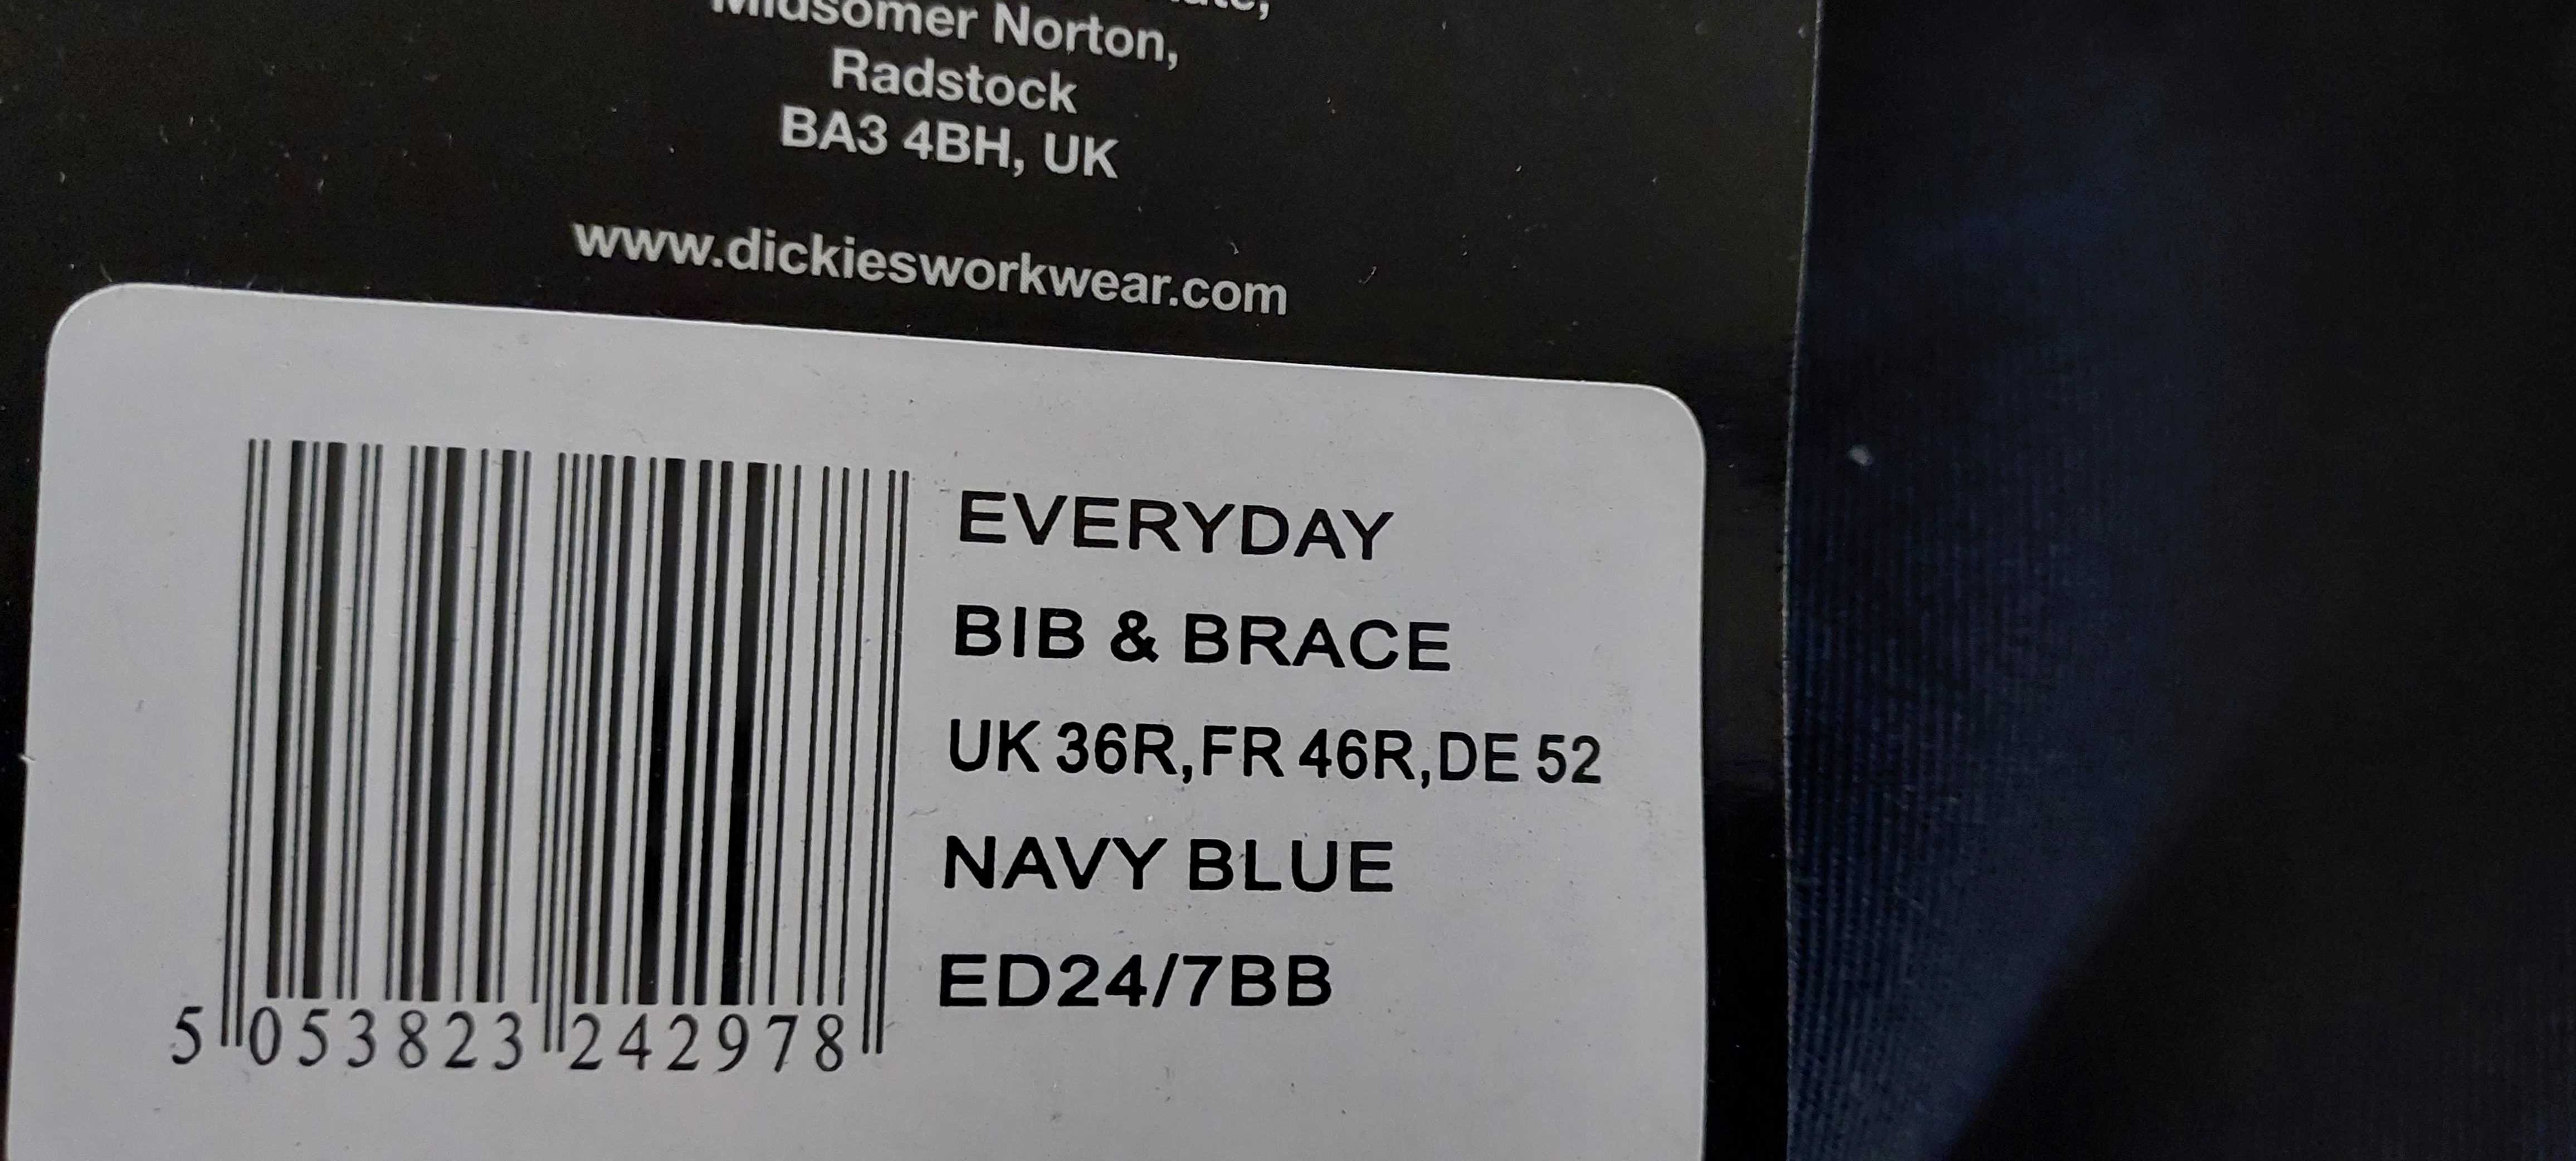 Midsomer Norton,
Radstock
BA3 4BH, UK
www.dickiesworkwear.com
EVERYDAY
BIB & BRACE
UK 36R,FR 46R,DE 52
NAVY BLUE
ED24/7BB
5 053823 242978